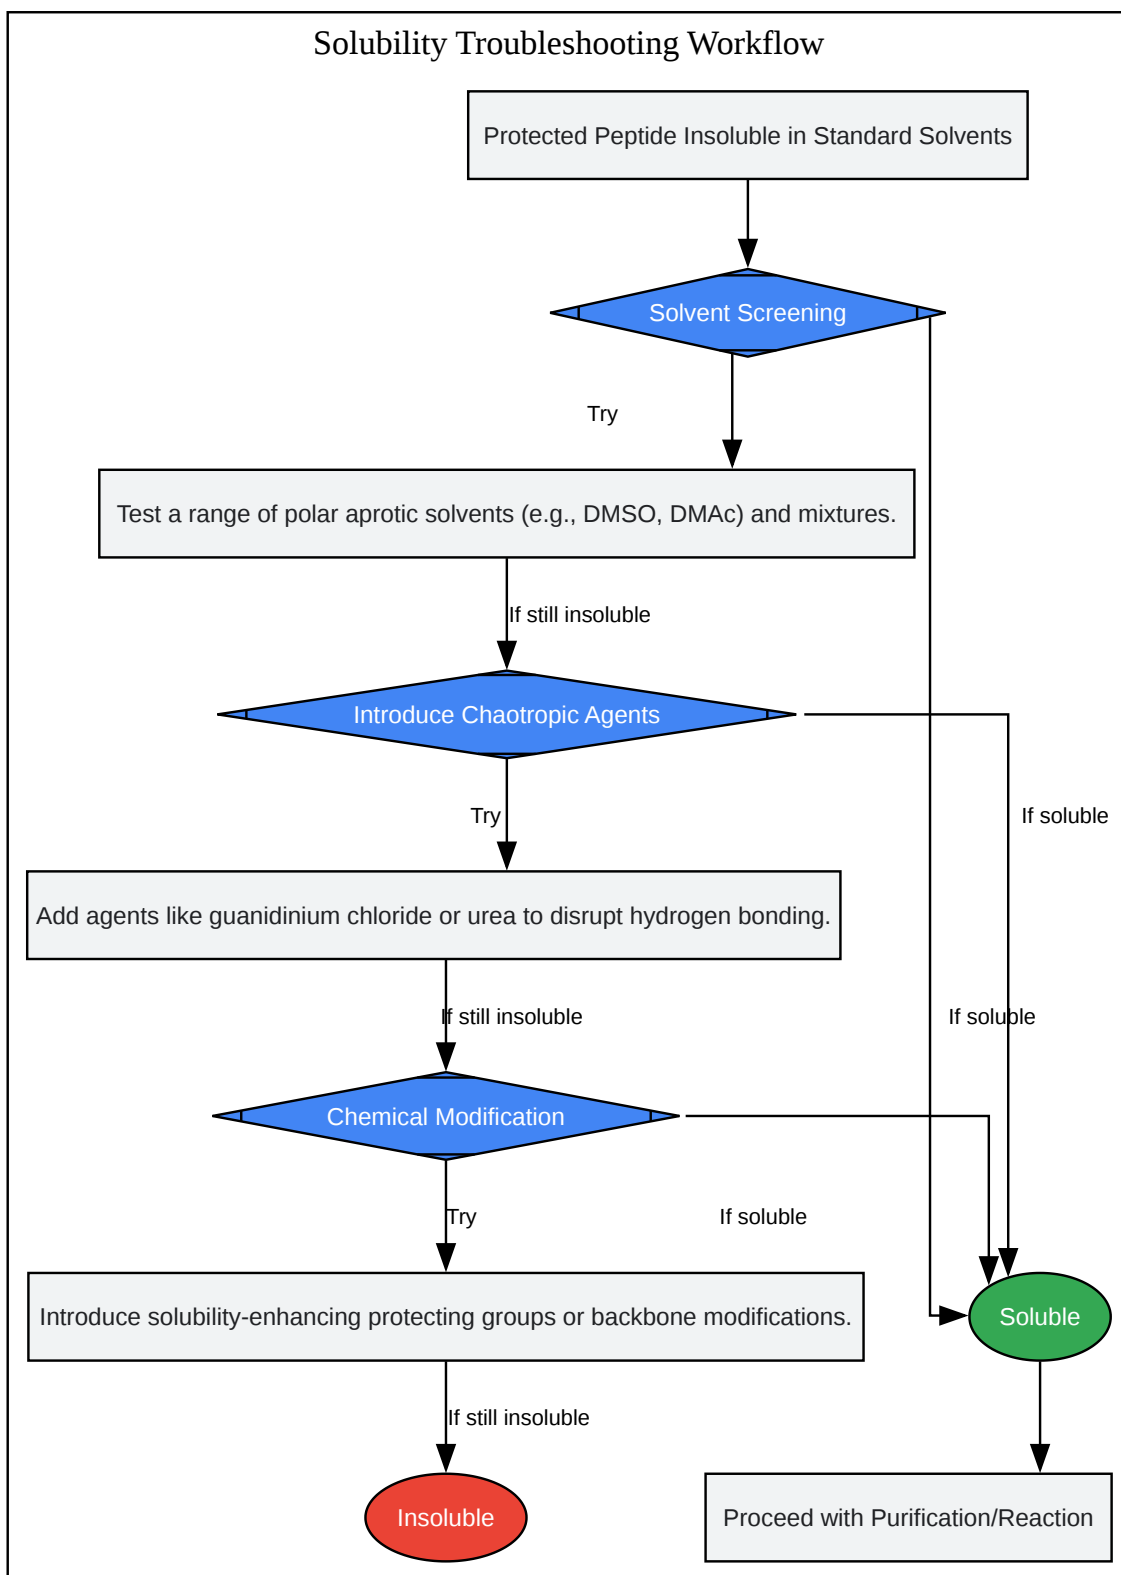 Solubility Troubleshooting Workflow
Protected Peptide Insoluble in Standard Solvents
Solvent Screening
Try
Test a range of polar aprotic solvents (e.g., DMSO, DMAc) and mixtures.
If still insoluble
Introduce Chaotropic Agents
Try
If soluble
Add agents like guanidinium chloride or urea to disrupt hydrogen bonding.
If still insoluble
If soluble
Chemical Modification
Try
If soluble
Introduce solubility-enhancing protecting groups or backbone modifications.
Soluble
If still insoluble
Insoluble
Proceed with Purification/Reaction